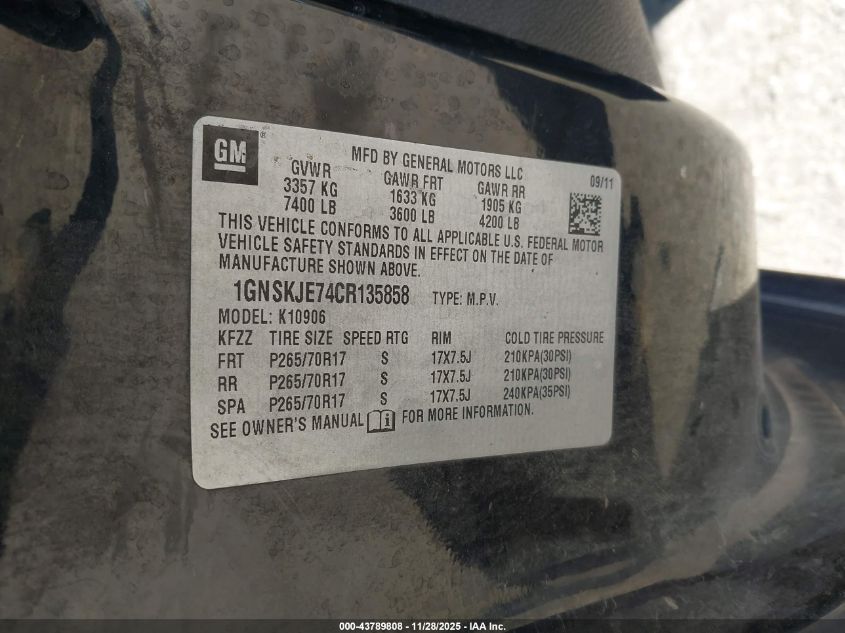 GM ®
MFD BY GENERAL MOTORS LLC
09/11
GVWR GAWR FRT GAWR RR
3357 KG 1633 KG 1905 KG
7400 LB 3600 LB 4200 LB
THIS VEHICLE CONFORMS TO ALL APPLICABLE U.S. FEDERAL MOTOR
VEHICLE SAFETY STANDARDS IN EFFECT ON THE DATE OF
MANUFACTURE SHOWN ABOVE.
1GNSKJE74CR135858 TYPE: M.P.V.
MODEL: K10906
KFZZ TIRE SIZE SPEED RTG RIM COLD TIRE PRESSURE
FRT P265/70R17 S 17X7.5J 210KPA(30PSI)
RR P265/70R17 S 17X7.5J 210KPA(30PSI)
SPA P265/70R17 S 17X7.5J 240KPA(35PSI)
SEE OWNER'S MANUAL FOR MORE INFORMATION.
000-43789808 - 11/28/2025 - IAA Inc.